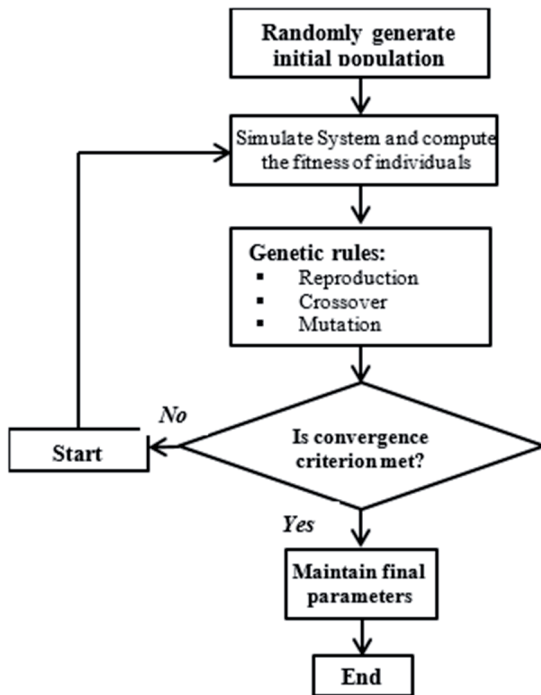 Randomly generate
initial population
Simulate System and compute
the fitness of individuals
Genetic rules:
▪ Reproduction
▪ Crossover
▪ Mutation
No
Start
Is convergence
criterion met?
Yes
Maintain final
parameters
End